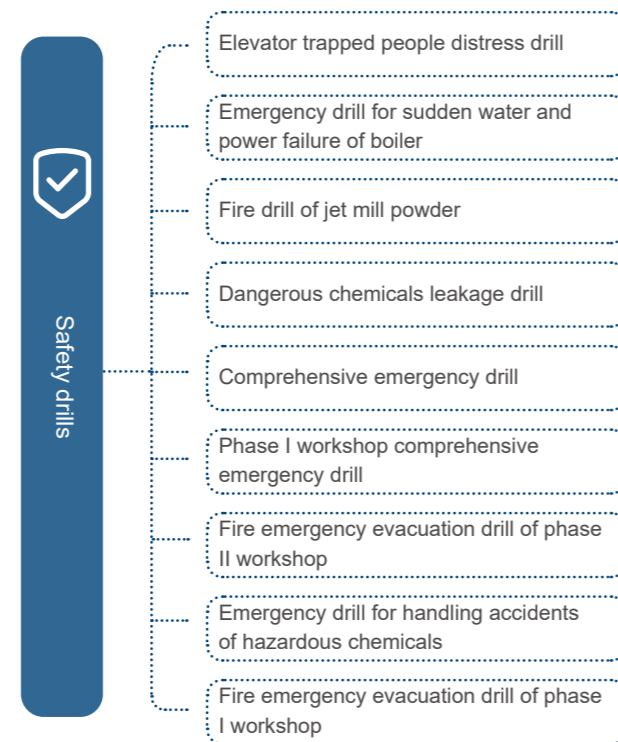 Safety drills
Elevator trapped people distress drill
Emergency drill for sudden water and
power failure of boiler
Fire drill of jet mill powder
Dangerous chemicals leakage drill
Comprehensive emergency drill
Phase I workshop comprehensive
emergency drill
Fire emergency evacuation drill of phase
II workshop
Emergency drill for handling accidents
of hazardous chemicals
Fire emergency evacuation drill of phase
I workshop